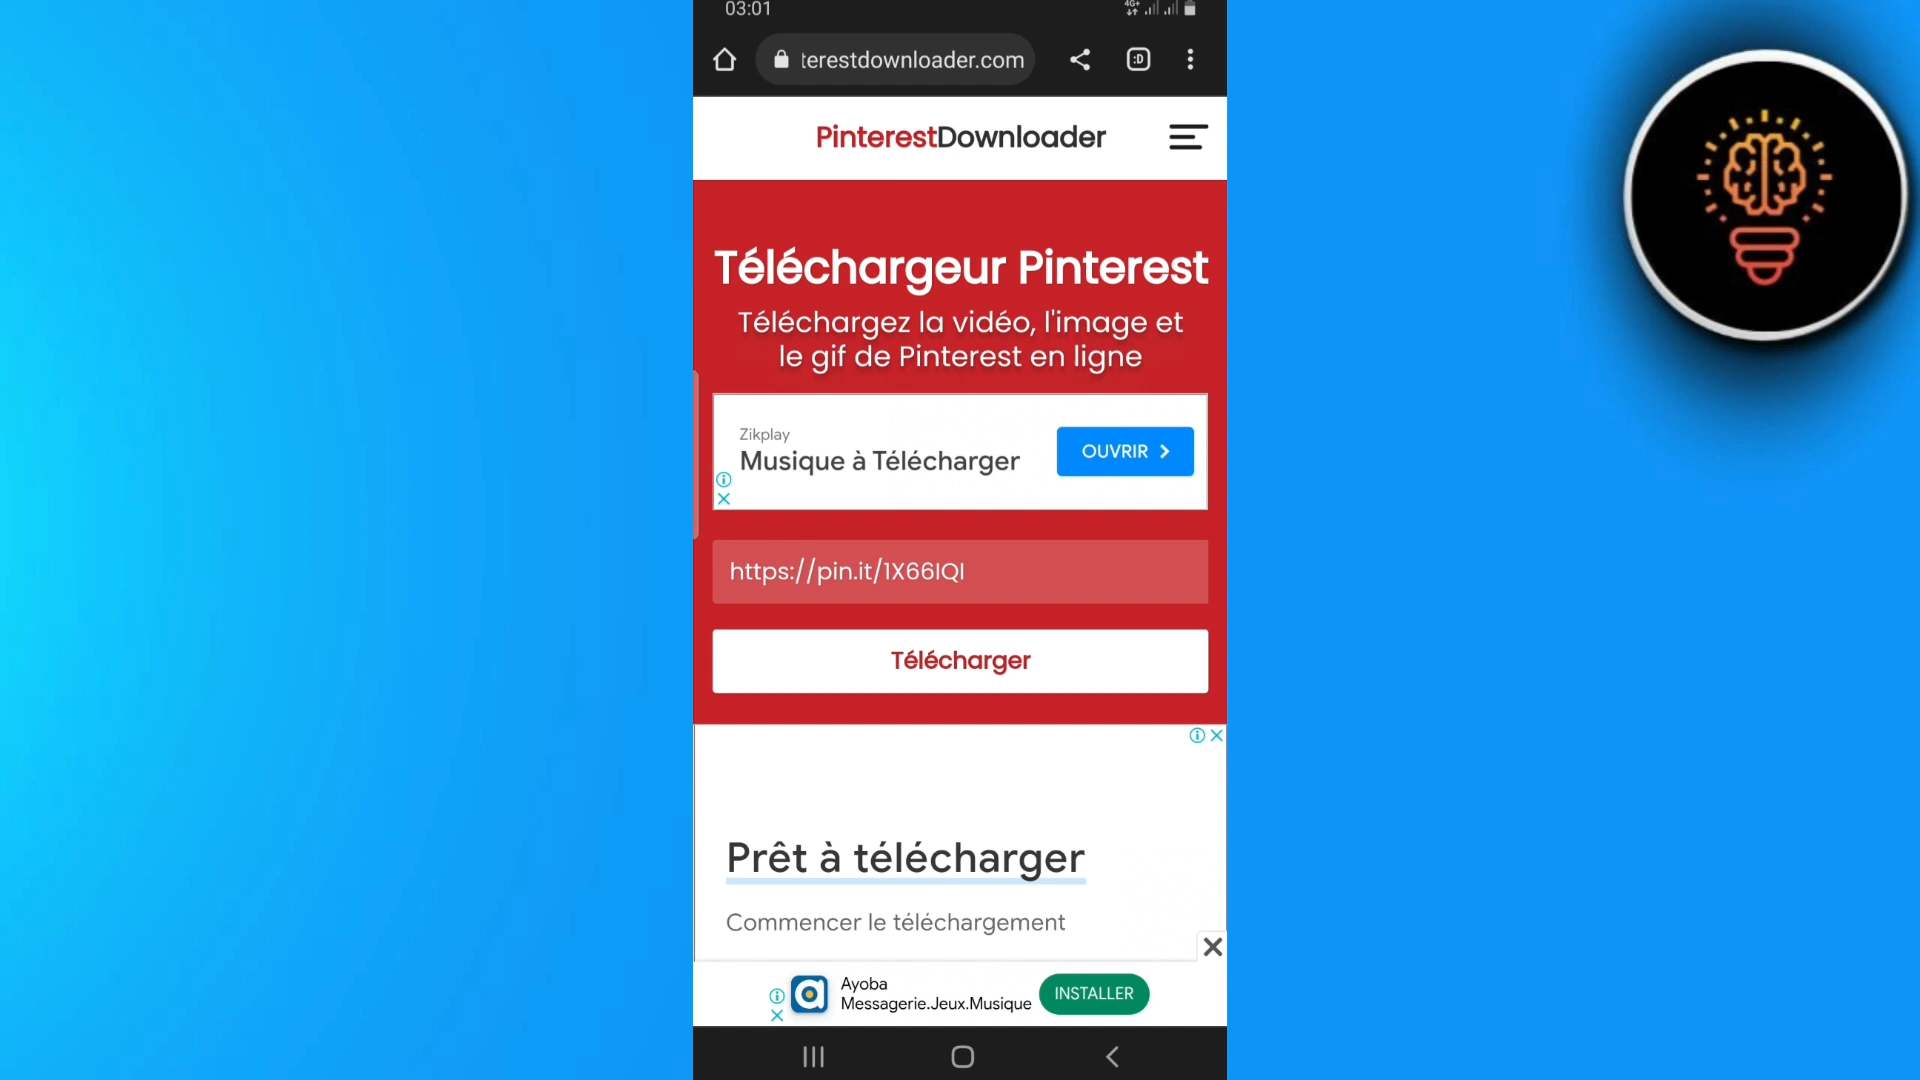 03:01
4G+
terestdownloader.com
:D
PinterestDownloader
Téléchargeur Pinterest
Téléchargez la vidéo, l'image et
le gif de Pinterest en ligne
Zikplay
Musique à Télécharger
OUVRIR
https://pin.it/1X66IQI
Télécharger
Prêt à télécharger
Commencer le téléchargement
Ayoba
Messagerie.Jeux.Musique
INSTALLER